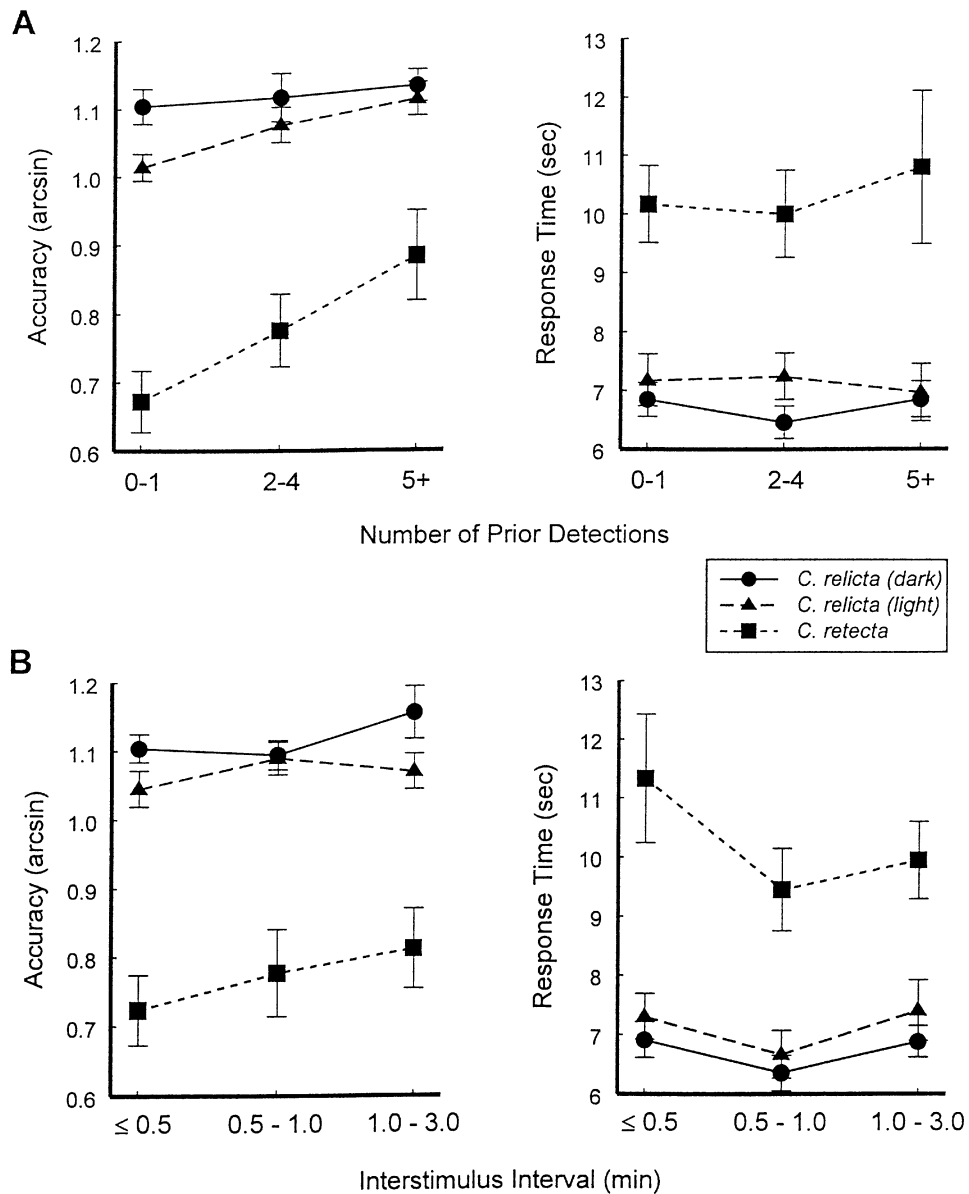 A
Accuracy (arcsin)
1.2
1.1
1.0
0.9
0.8
0.7
0.6
0-1
2-4
5+
Response Time (sec)
13
12
11
10
9
8
7
6
0-1
2-4
5+
Number of Prior Detections
C. relicta (dark)
C. relicta (light)
C. retecta
B
Accuracy (arcsin)
1.2
1.1
1.0
0.9
0.8
0.7
0.6
≤ 0.5
0.5 - 1.0
1.0 - 3.0
Response Time (sec)
13
12
11
10
9
8
7
6
≤ 0.5
0.5 - 1.0
1.0 - 3.0
Interstimulus Interval (min)